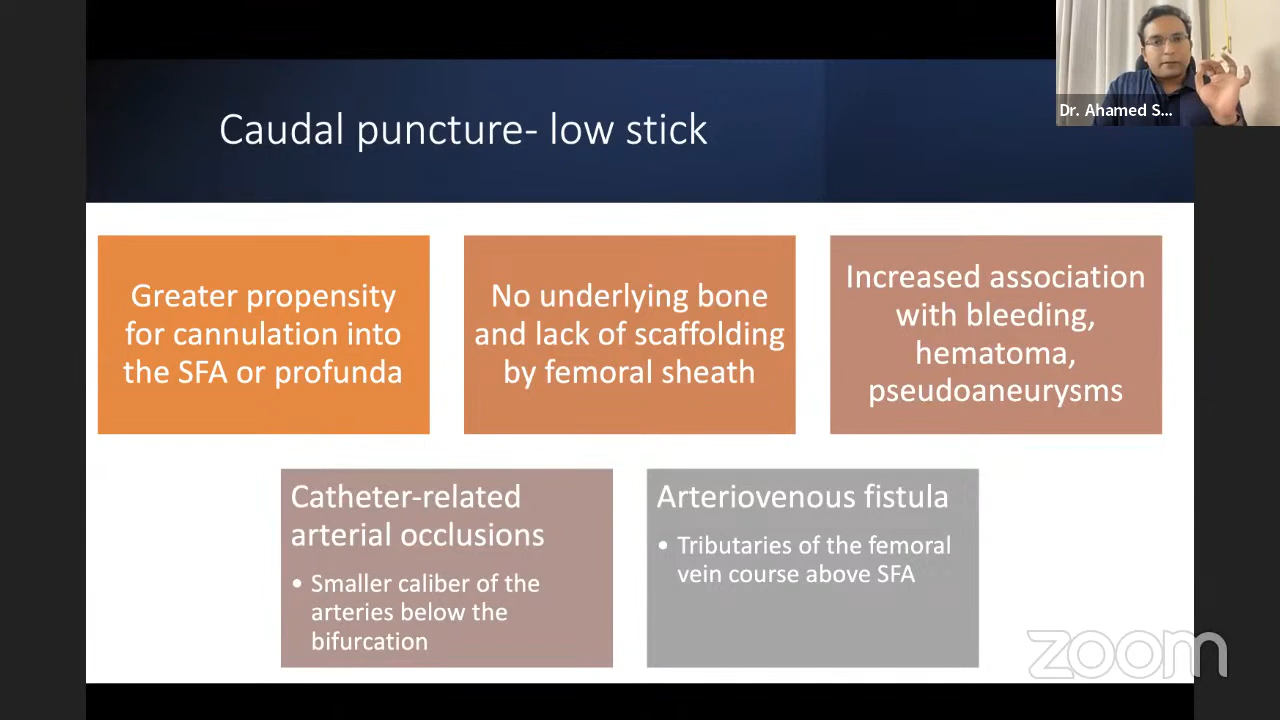 Dr. Ahamed S...
Caudal puncture- low stick
Greater propensity
for cannulation into
the SFA or profunda
No underlying bone
and lack of scaffolding
by femoral sheath
Increased association
with bleeding,
hematoma,
pseudoaneurysms
Catheter-related
arterial occlusions
• Smaller caliber of the
arteries below the
bifurcation
Arteriovenous fistula
• Tributaries of the femoral
vein course above SFA
zoom